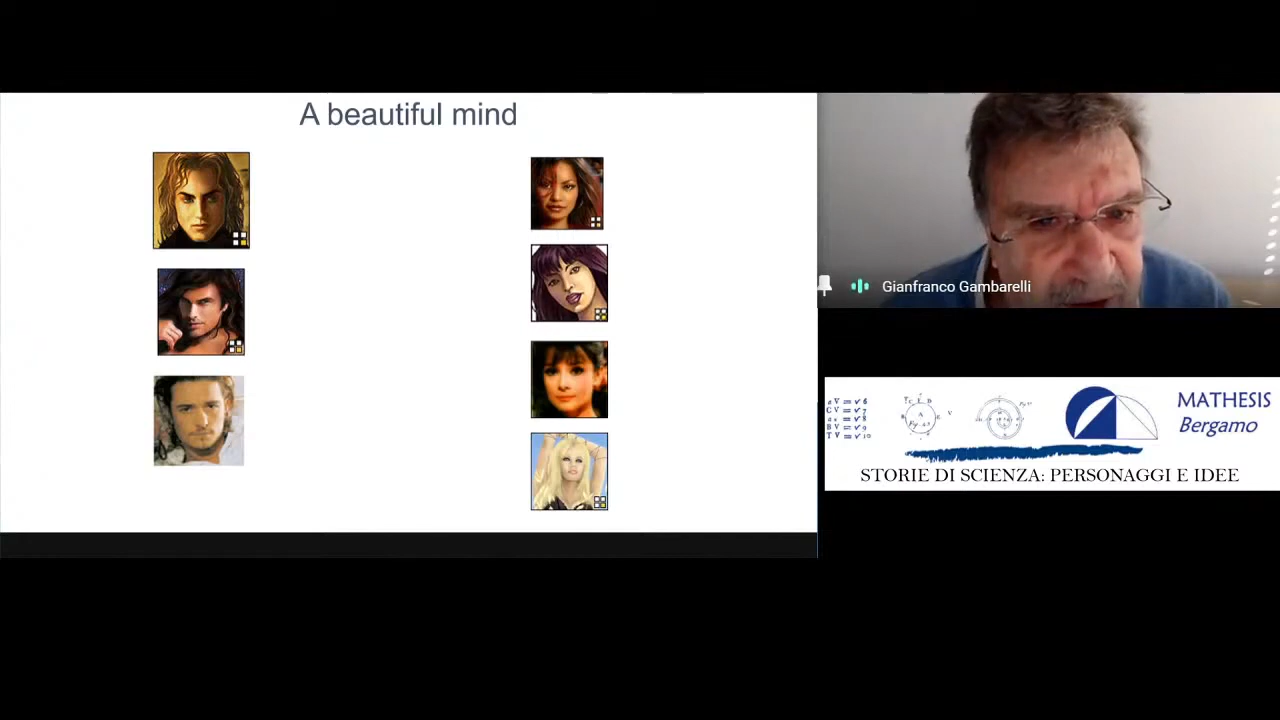 A beautiful mind
Gianfranco Gambarelli
MATHESIS
Bergamo
STORIE DI SCIENZA: PERSONAGGI E IDEE